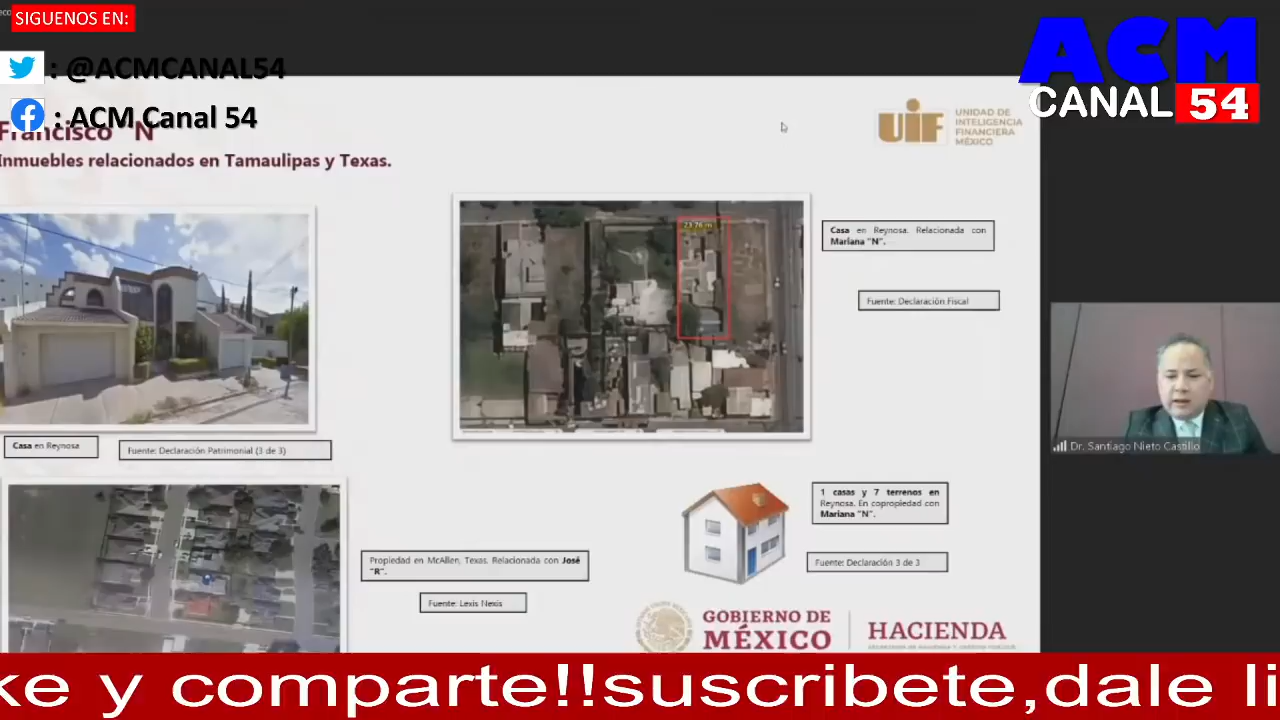 SIGUENOS EN:
: @ACMCANAL54
: ACM Canal 54
ACM
CANAL 54
Francisco "N
Inmuebles relacionados en Tamaulipas y Texas.
UIF
UNIDAD DE
INTELIGENCIA
FINANCIERA
MÉXICO
23.76 m
Casa en Reynosa. Relacionada con
Mariana "N".
Fuente: Declaración Fiscal
Casa en Reynosa
Fuente: Declaración Patrimonial (3 de 3)
Dr. Santiago Nieto Castillo
1 casas y 7 terrenos en
Reynosa. En copropiedad con
Mariana "N".
Fuente: Declaración 3 de 3
Propiedad en McAllen, Texas. Relacionada con José
"R".
Fuente: Lexis Nexis
GOBIERNO DE
MÉXICO
HACIENDA
ke y comparte!!suscribete,dale li